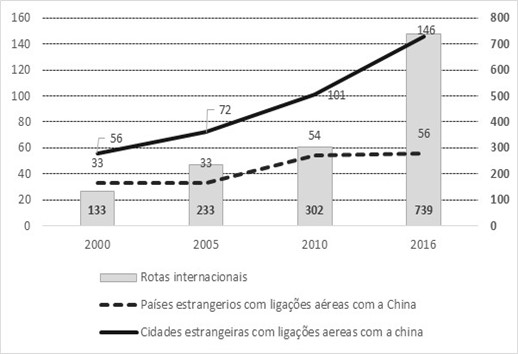 160 800
140 146 700
120 600
100 101 500
80 72 400
60 56 54 56 300
40 33 33 200
20 133 233 302 739 100
0 0
2000 2005 2010 2016
Rotas internacionais
Países estrangerios com ligações aéreas com a China
Cidades estrangeiras com ligações aereas com a china